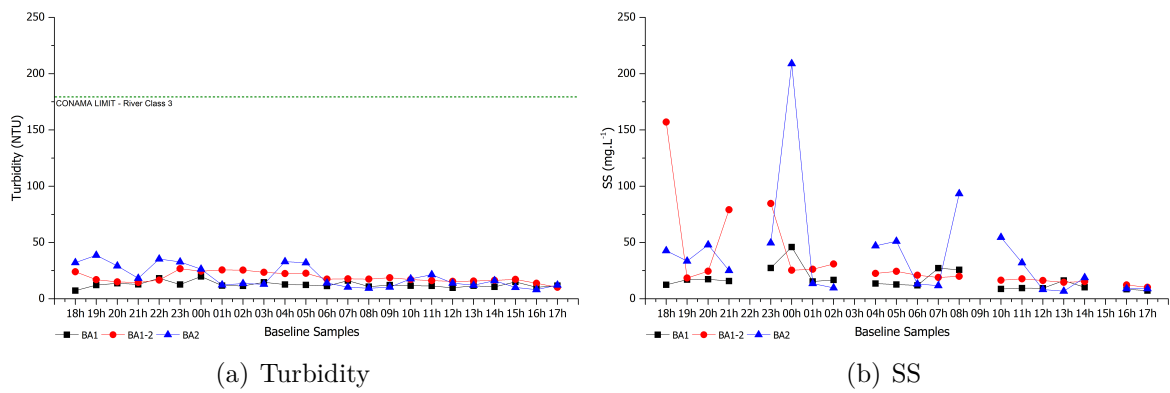 250
200
150
100
50
0
Turbidity (NTU)
CONAMA LIMIT - River Class 3
18h 19h 20h 21h 22h 23h 00h 01h 02h 03h 04h 05h 06h 07h 08h 09h 10h 11h 12h 13h 14h 15h 16h 17h
Baseline Samples
BA1 BA1-2 BA2
(a) Turbidity
250
200
150
100
50
0
SS (mg.L-1)
18h 19h 20h 21h 22h 23h 00h 01h 02h 03h 04h 05h 06h 07h 08h 09h 10h 11h 12h 13h 14h 15h 16h 17h
Baseline Samples
BA1 BA1-2 BA2
(b) SS